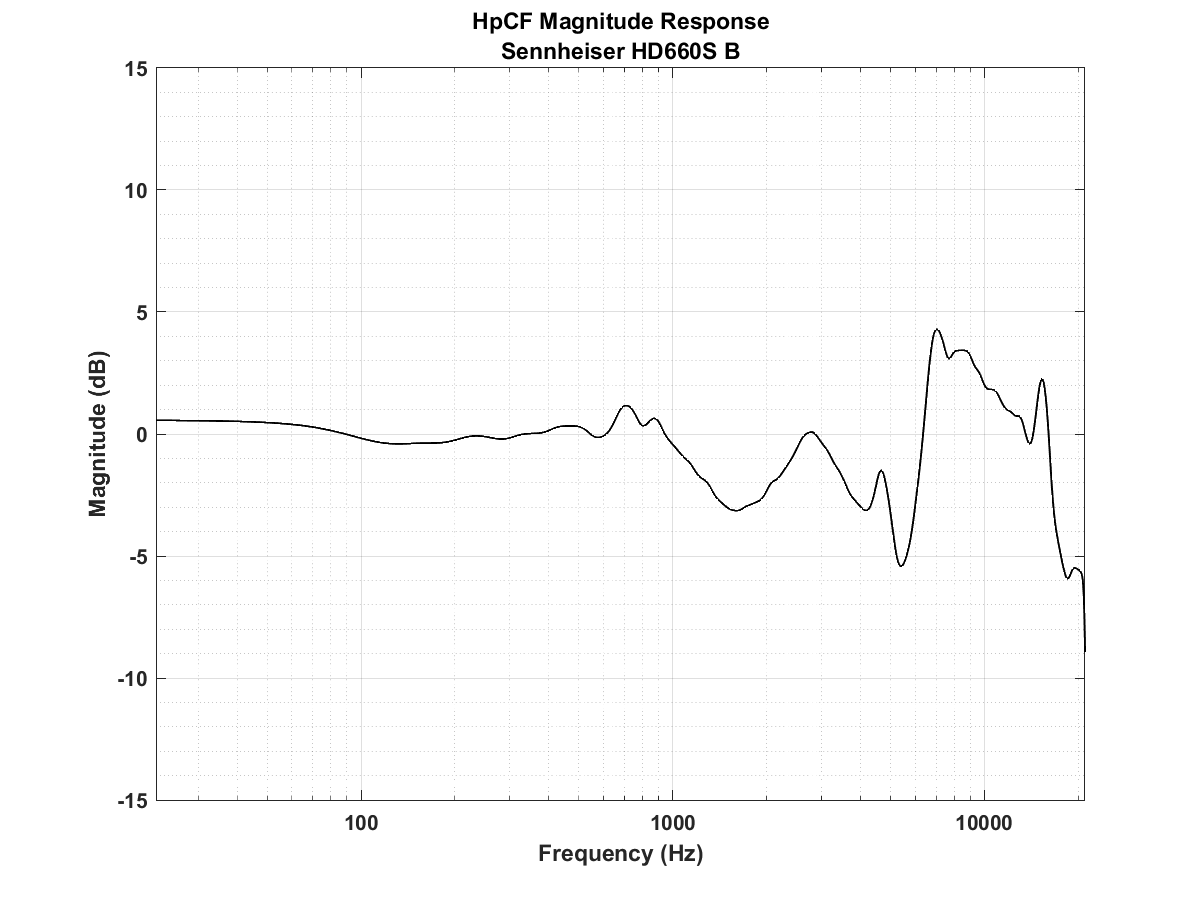 HpCF Magnitude Response
Sennheiser HD660S B
15
10
5
0
-5
-10
-15
Magnitude (dB)
100
1000
10000
Frequency (Hz)